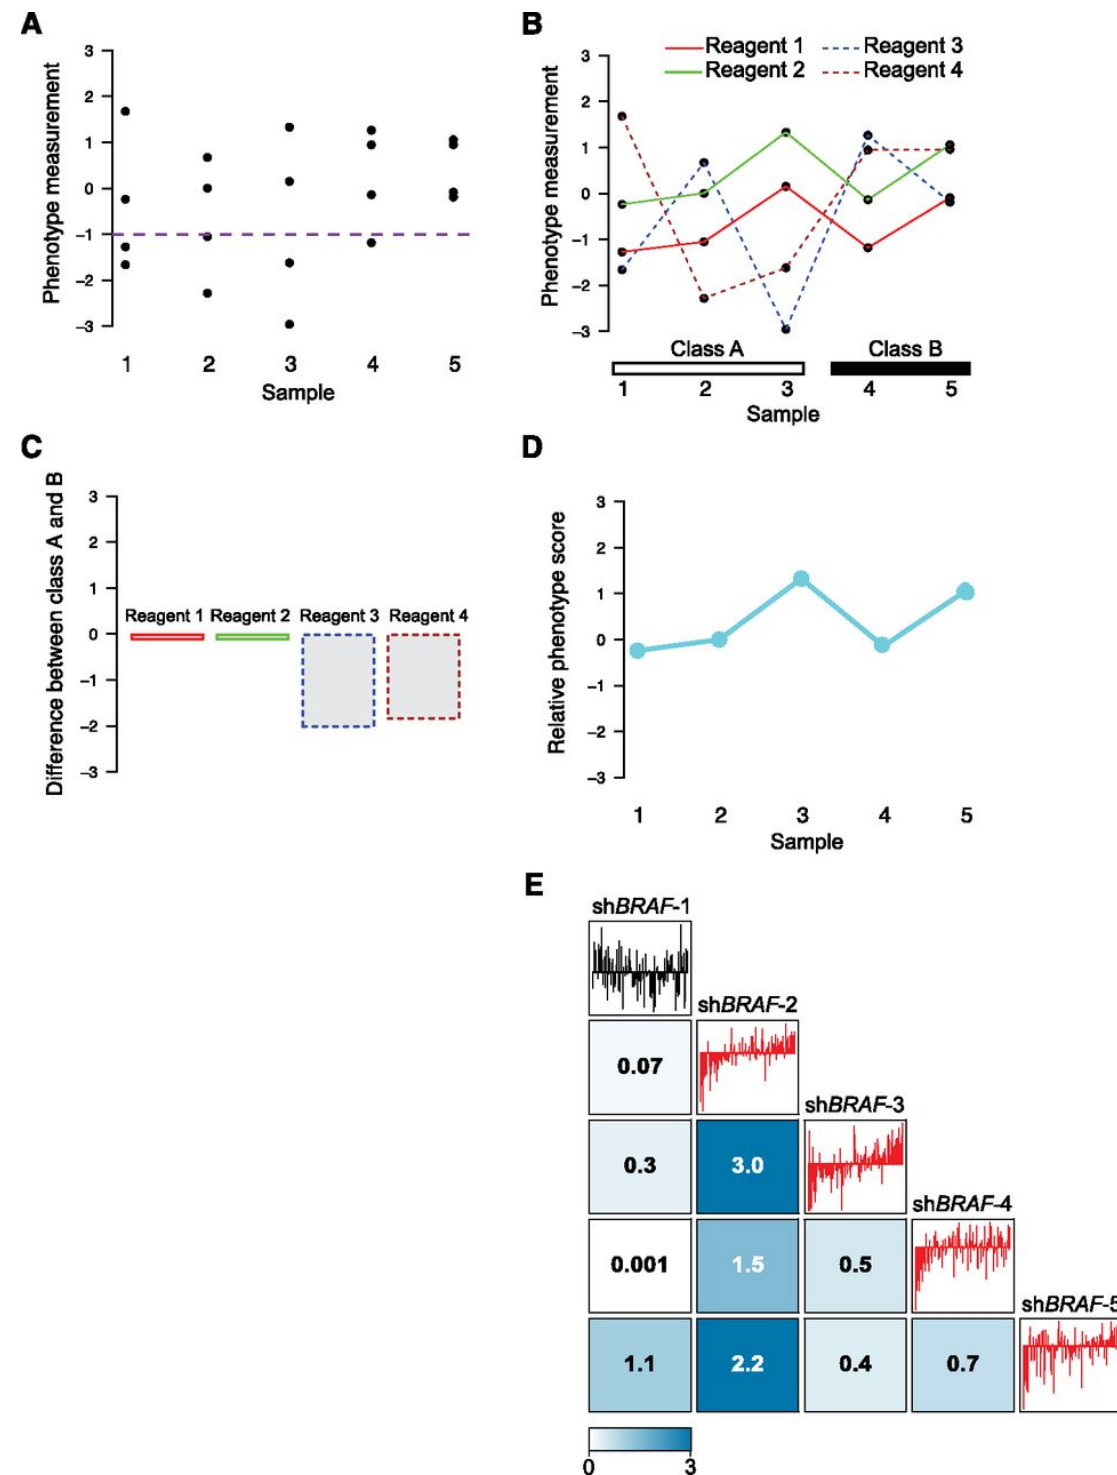 A
Phenotype measurement
3
2
1
0
−1
−2
−3
1 2 3 4 5
Sample
B
Reagent 1 Reagent 3
Reagent 2 Reagent 4
Phenotype measurement
3
2
1
0
−1
−2
−3
Class A Class B
1 2 3 4 5
Sample
C
Difference between class A and B
3
2
1
Reagent 1 Reagent 2 Reagent 3 Reagent 4
0
−1
−2
−3
D
Relative phenotype score
3
2
1
0
−1
−2
−3
1 2 3 4 5
Sample
E
shBRAF-1
shBRAF-2
0.07
shBRAF-3
0.3 3.0
shBRAF-4
0.001 1.5 0.5
shBRAF-5
1.1 2.2 0.4 0.7
0 3